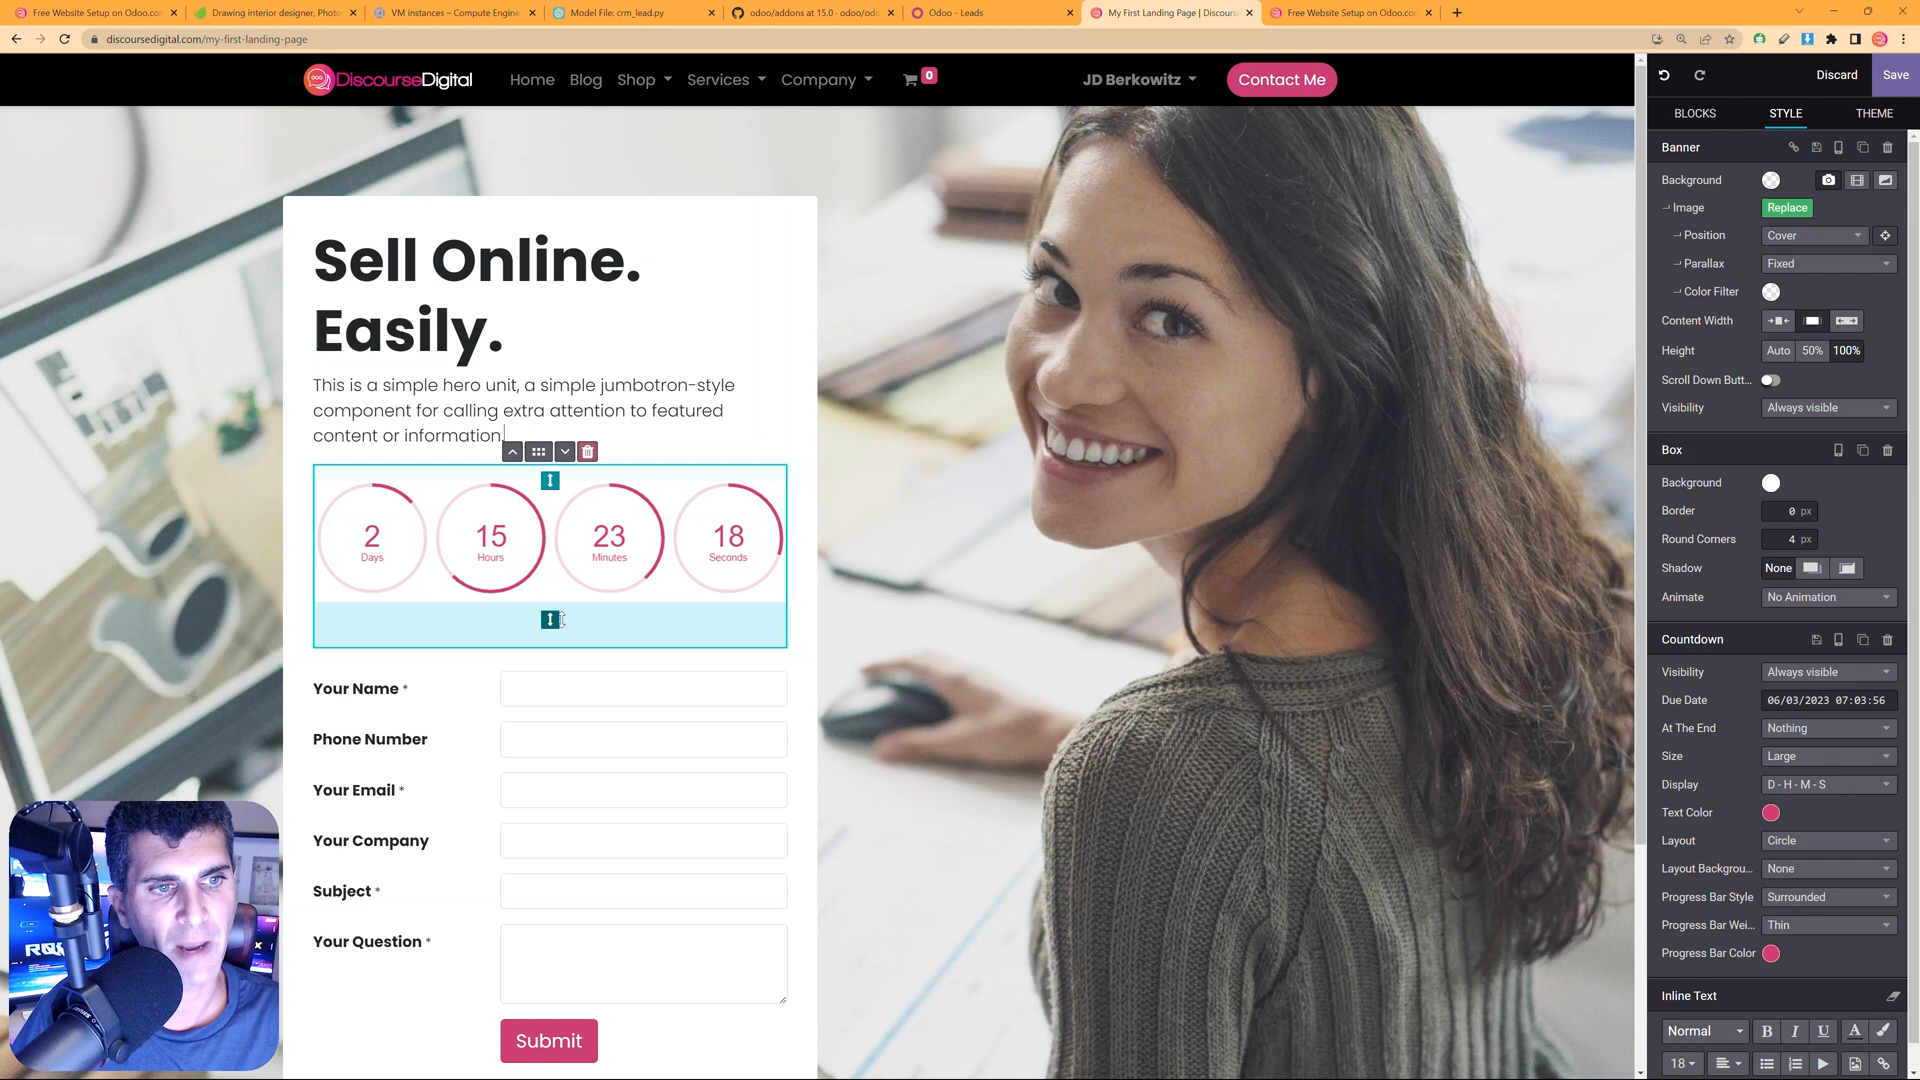 Free Website Setup on Odoo.com
Drawing interior designer, Photo
VM instances – Compute Engine
Model File: crm_lead.py
odoo/addons at 15.0 · odoo/odo
Odoo - Leads
My First Landing Page | Discours
Free Website Setup on Odoo.com
discoursedigital.com/my-first-landing-page
DiscourseDigital
Home
Blog
Shop
Services
Company
0
JD Berkowitz
Contact Me
Discard
Save
BLOCKS
STYLE
THEME
Sell Online.
Easily.
This is a simple hero unit, a simple jumbotron-style
component for calling extra attention to featured
content or information.
2
Days
15
Hours
23
Minutes
18
Seconds
Your Name *
Phone Number
Your Email *
Your Company
Subject *
Your Question *
Submit
Banner
Background
Image
Replace
Position
Cover
Parallax
Fixed
Color Filter
Content Width
Height
Auto
50%
100%
Scroll Down Butt...
Visibility
Always visible
Box
Background
Border
0 px
Round Corners
4 px
Shadow
None
Animate
No Animation
Countdown
Visibility
Always visible
Due Date
06/03/2023 07:03:56
At The End
Nothing
Size
Large
Display
D - H - M - S
Text Color
Layout
Circle
Layout Backgrou...
None
Progress Bar Style
Surrounded
Progress Bar Wei...
Thin
Progress Bar Color
Inline Text
Normal
B
I
U
A
18